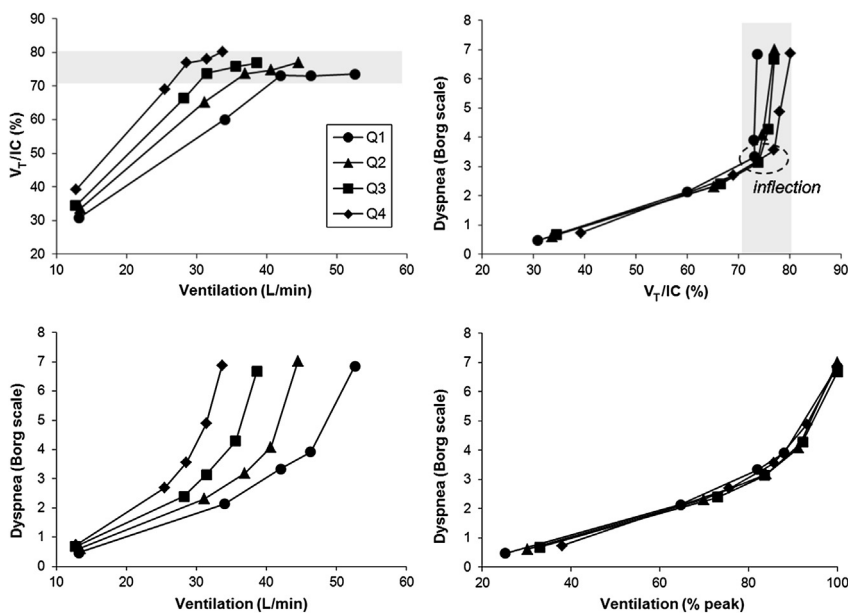 80
70
60
50
40
30
20
V_T/IC (%)
Q1
Q2
Q3
Q4
10 20 30 40 50 60
Ventilation (L/min)
8
7
6
5
4
3
2
1
0
Dyspnea (Borg scale)
inflection
20 30 40 50 60 70 80 90
V_T/IC (%)
8
7
6
5
4
3
2
1
0
Dyspnea (Borg scale)
10 20 30 40 50 60
Ventilation (L/min)
8
7
6
5
4
3
2
1
0
Dyspnea (Borg scale)
20 40 60 80 100
Ventilation (% peak)